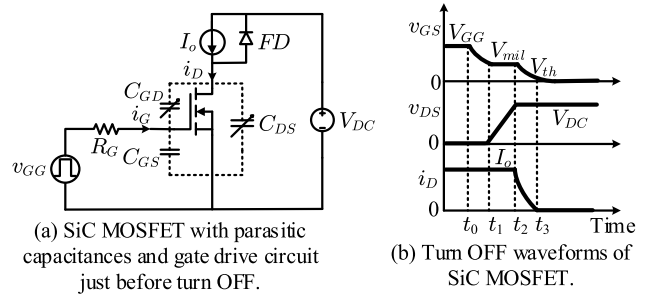 I_o FD
i_D
C_GD
i_G
C_DS
V_DC
R_G
C_GS
v_GG
(a) SiC MOSFET with parasitic
capacitances and gate drive circuit
just before turn OFF.
v_GS V_GG
V_mil
V_th
0
v_DS
V_DC
0
I_o
i_D
0
t_0 t_1 t_2 t_3 Time
(b) Turn OFF waveforms of
SiC MOSFET.